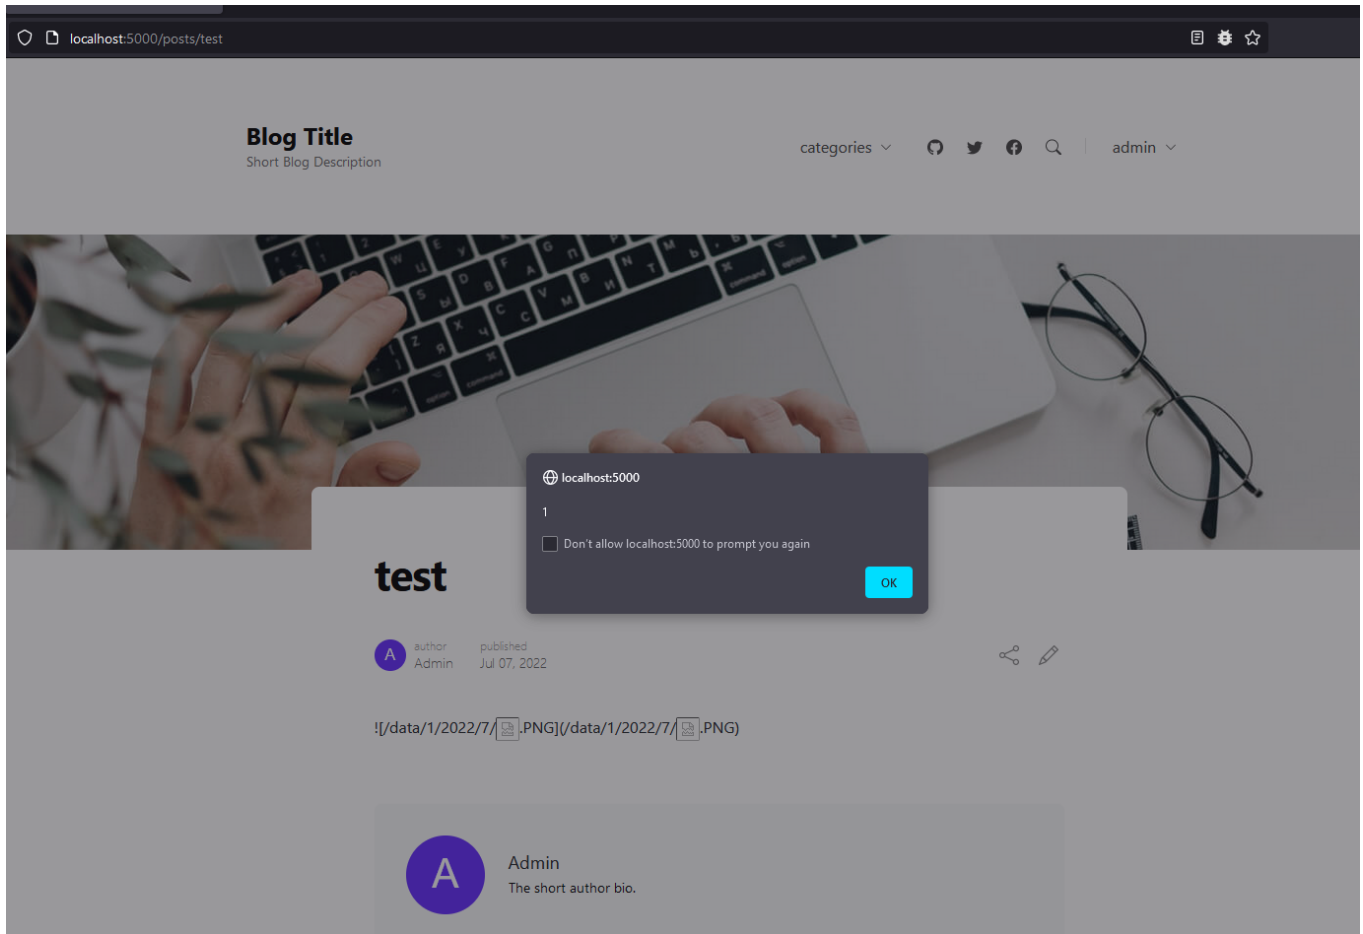 localhost:5000/posts/test
Blog Title
Short Blog Description
categories
admin
localhost:5000
1
Don't allow localhost:5000 to prompt you again
OK
test
A
author
Admin
published
Jul 07, 2022
![/data/1/2022/7/.PNG](/data/1/2022/7/.PNG)
A
Admin
The short author bio.